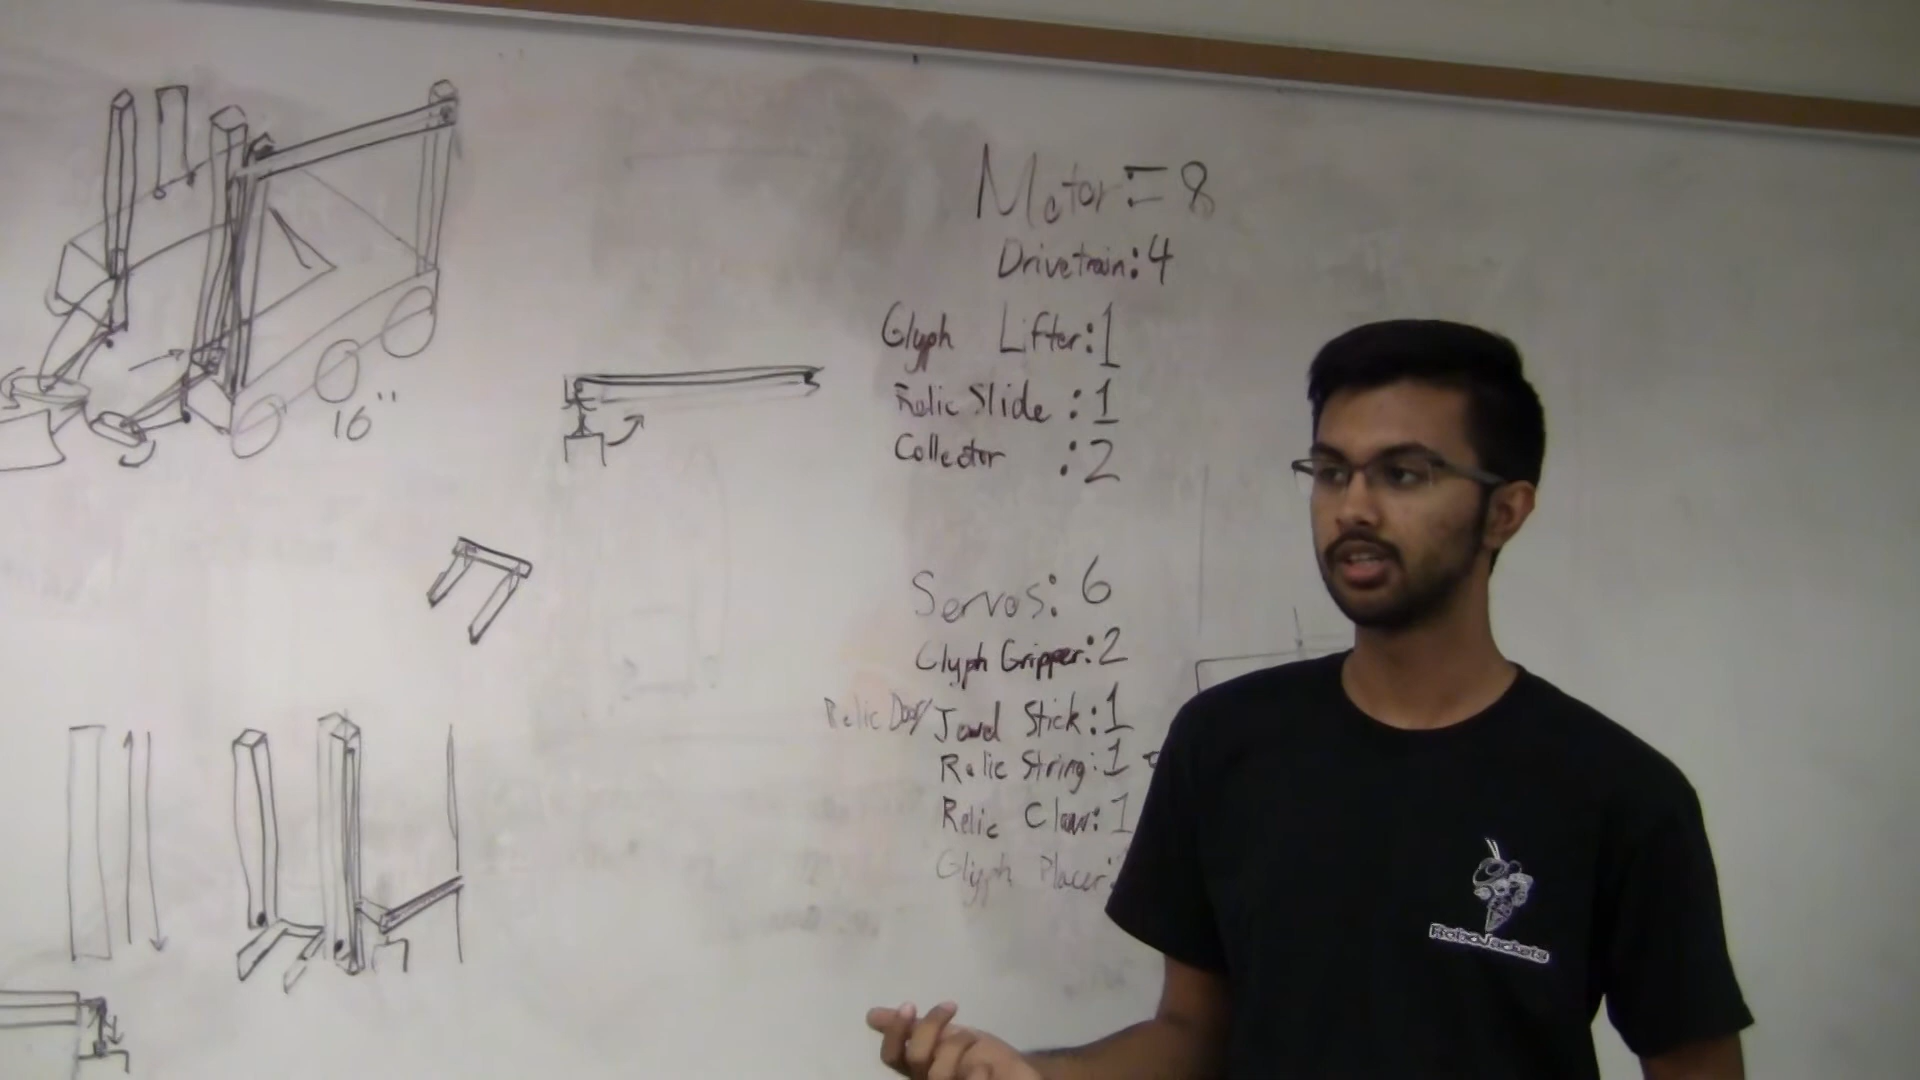 Motor = 8
Drivetrain: 4
Glyph Lifter: 1
Relic Slide : 1
Collector : 2
16"
Servos: 6
Glyph Gripper: 2
Relic Door/ Jewel Stick: 1
Relic String: 1
Relic Claw: 1
Glyph Placer:
RoboJackets